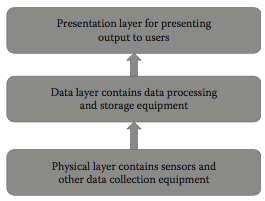 Presentation layer for presenting
output to users
Data layer contains data processing
and storage equipment
Physical layer contains sensors and
other data collection equipment